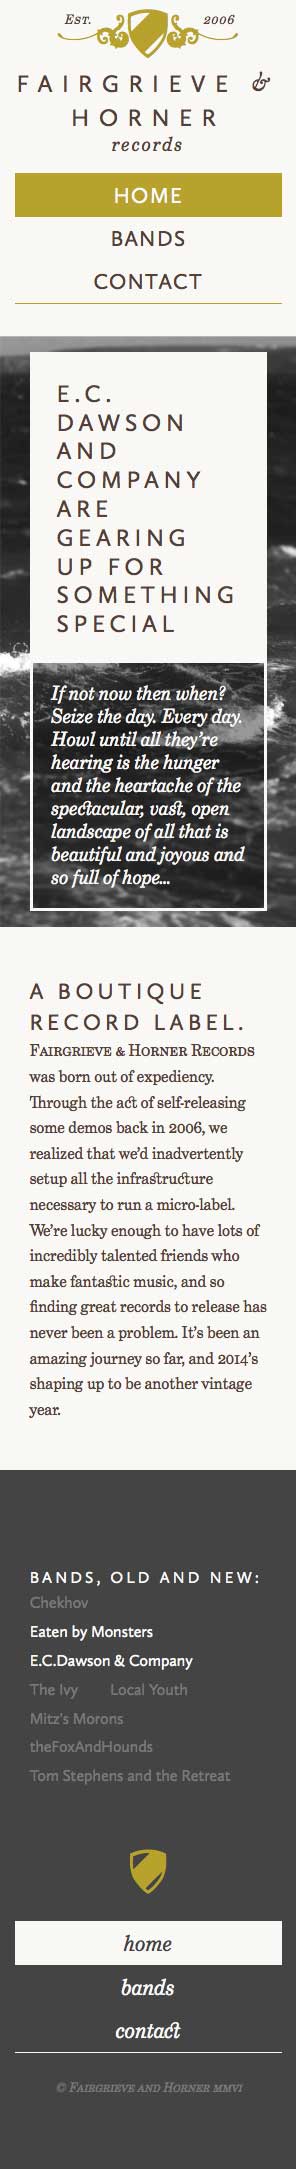 Est. 2006
FAIRGRIEVE &
HORNER
records
HOME
BANDS
CONTACT
E.C.
DAWSON
AND
COMPANY
ARE
GEARING
UP FOR
SOMETHING
SPECIAL
If not now then when?
Seize the day. Every day.
Howl until all they're
hearing is the hunger
and the heartache of the
spectacular, vast, open
landscape of all that is
beautiful and joyous and
so full of hope...
A BOUTIQUE
RECORD LABEL.
Fairgrieve & Horner Records
was born out of expediency.
Through the act of self-releasing
some demos back in 2006, we
realized that we'd inadvertently
setup all the infrastructure
necessary to run a micro-label.
We're lucky enough to have lots of
incredibly talented friends who
make fantastic music, and so
finding great records to release has
never been a problem. It's been an
amazing journey so far, and 2014's
shaping up to be another vintage
year.
BANDS, OLD AND NEW:
Chekhov
Eaten by Monsters
E.C.Dawson & Company
The Ivy Local Youth
Mitz's Morons
theFoxAndHounds
Tom Stephens and the Retreat
home
bands
contact
© Fairgrieve and Horner mmvi